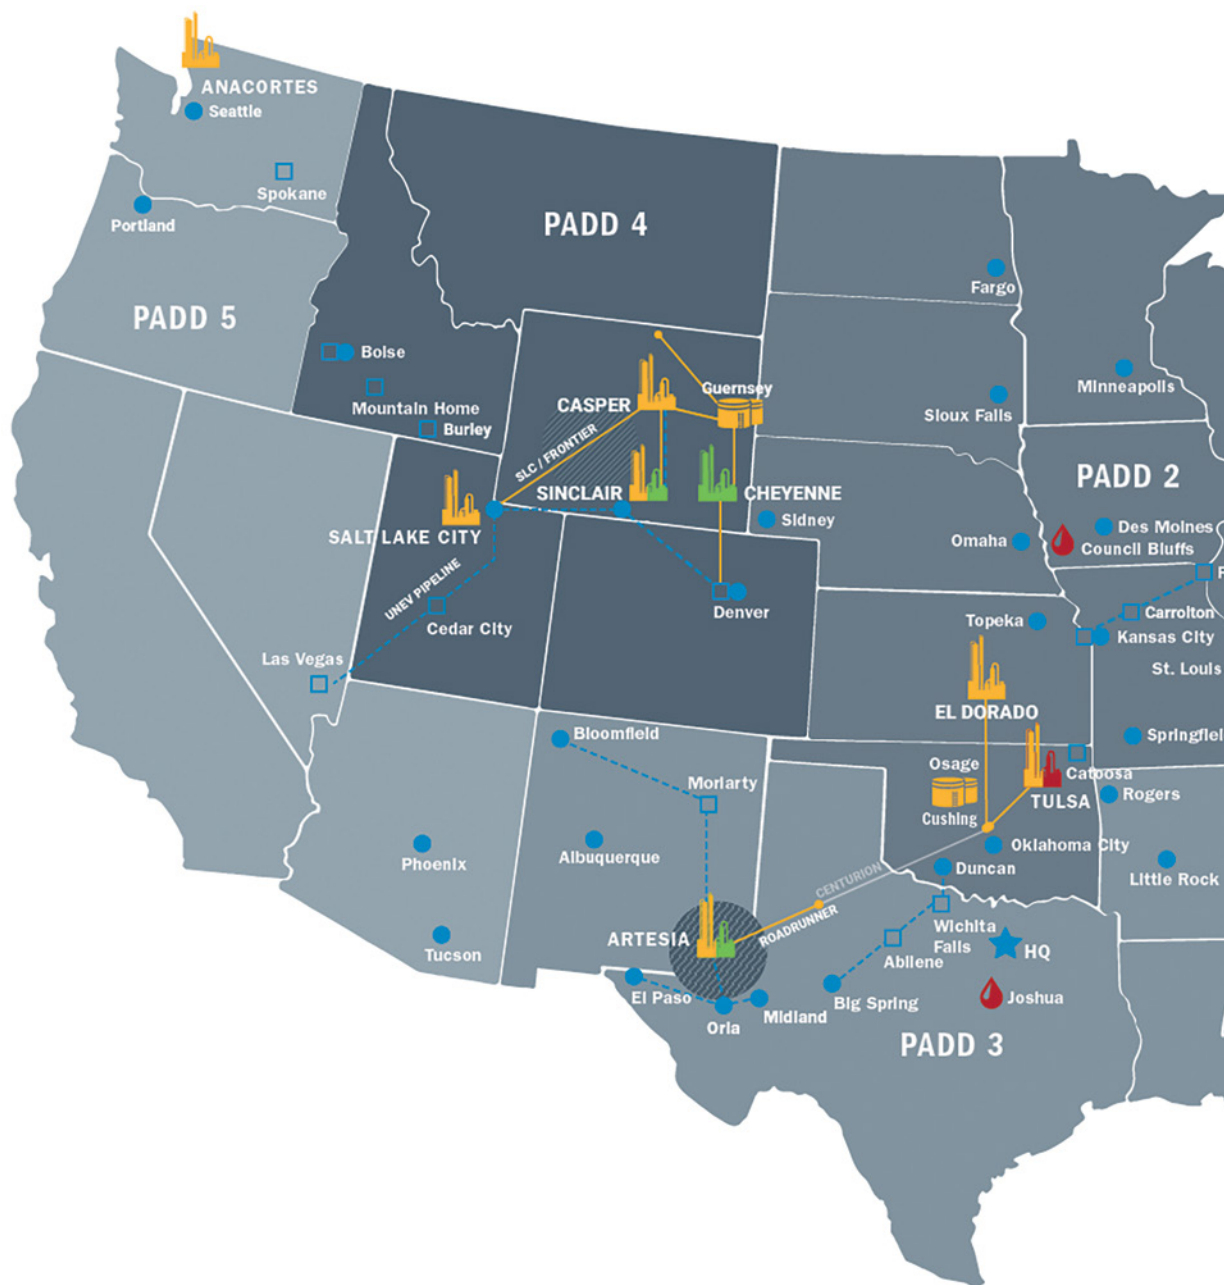 ANACORTES
Seattle
Spokane
Portland
PADD 4
PADD 5
Fargo
Boise
Mountain Home
Burley
CASPER
Guernsey
Minneapolis
Sioux Falls
SLC / FRONTIER
SINCLAIR
CHEYENNE
PADD 2
SALT LAKE CITY
Sidney
Omaha
Des Moines
Council Bluffs
UNEV PIPELINE
Cedar City
Denver
Topeka
Carrolton
Kansas City
Las Vegas
St. Louis
EL DORADO
Bloomfield
Springfiel
Osage
Cushing
Catoosa
TULSA
Rogers
Moriarty
Phoenix
Albuquerque
Oklahoma City
Duncan
Little Rock
CENTURION
ROADRUNNER
Tucson
ARTESIA
Wichita
Falls
Abilene
HQ
El Paso
Orla
Midland
Big Spring
Joshua
PADD 3